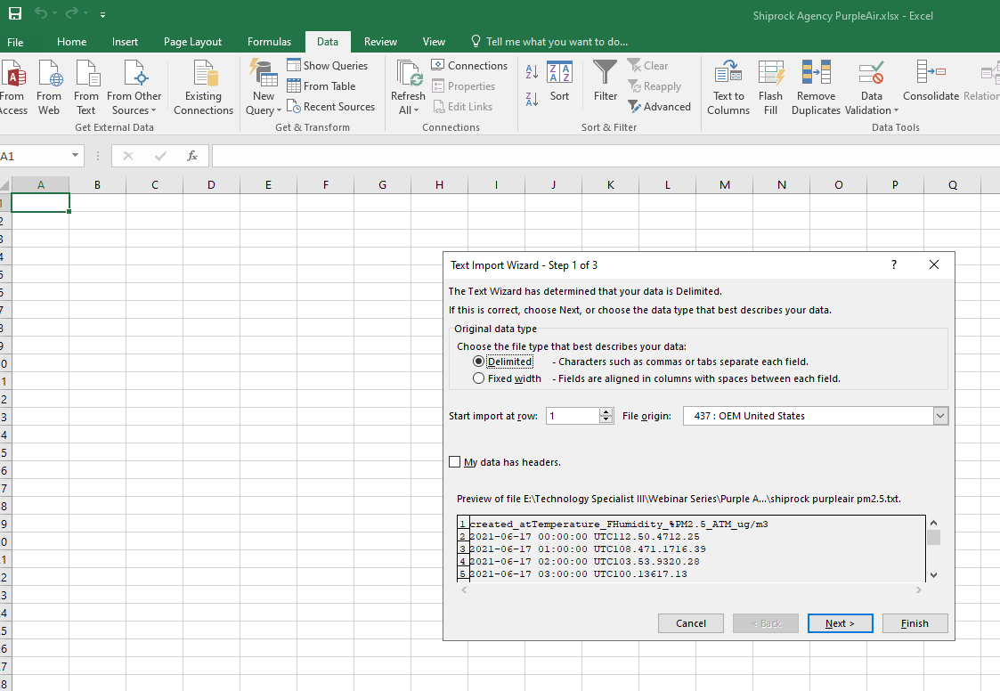 Shiprock Agency PurpleAir.xlsx - Excel
File Home Insert Page Layout Formulas Data Review View Tell me what you want to do...
From Access
From Web
From Text
From Other Sources
Get External Data
Existing Connections
New Query
Show Queries
From Table
Recent Sources
Get & Transform
Refresh All
Connections
Properties
Edit Links
Connections
A↓Z
Z↓A
Sort
Filter
Clear
Reapply
Advanced
Sort & Filter
Text to Columns
Flash Fill
Remove Duplicates
Data Validation
Consolidate
Relation
Data Tools
A1 fx
A B C D E F G H I J K L M N O P Q
1
2
3
4
5
6
7
8
9
0
1
2
3
4
5
6
7
8
9
0
1
2
3
4
5
6
7
8
Text Import Wizard - Step 1 of 3 ?
The Text Wizard has determined that your data is Delimited.
If this is correct, choose Next, or choose the data type that best describes your data.
Original data type
Choose the file type that best describes your data:
Delimited - Characters such as commas or tabs separate each field.
Fixed width - Fields are aligned in columns with spaces between each field.
Start import at row: 1 File origin: 437 : OEM United States
My data has headers.
Preview of file E:\Technology Specialist III\Webinar Series\Purple A...\shiprock purpleair pm2.5.txt.
1 created_atTemperature_FHumidity_%PM2.5_ATM_ug/m3
2 2021-06-17 00:00:00 UTC112.50.4712.25
3 2021-06-17 01:00:00 UTC108.471.1716.39
4 2021-06-17 02:00:00 UTC103.53.9320.28
5 2021-06-17 03:00:00 UTC100.13617.13
Cancel < Back Next > Finish